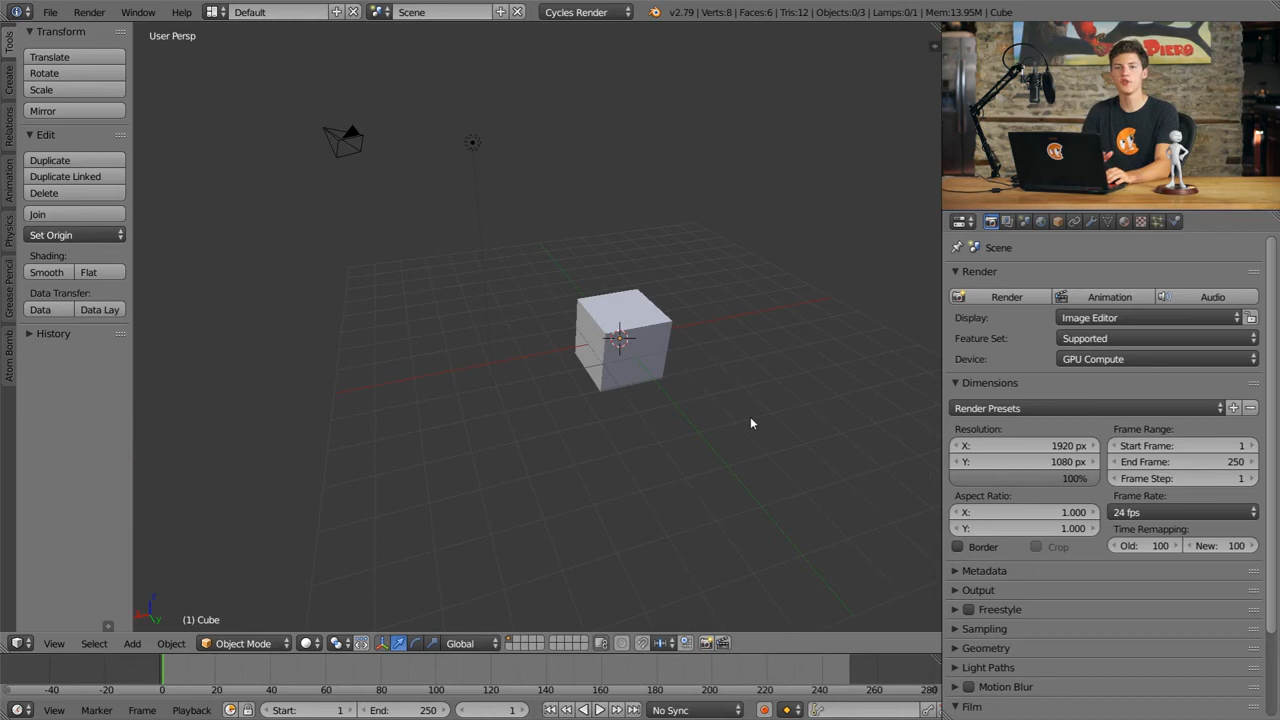 File Render Window Help Default Scene Cycles Render v2.79 | Verts:8 | Faces:6 | Tris:12 | Objects:0/3 | Lamps:0/1 | Mem:13.95M | Cube
Tools
Create
Relations
Animation
Physics
Grease Pencil
Atom Bomb
Transform
Translate
Rotate
Scale
Mirror
Edit
Duplicate
Duplicate Linked
Delete
Join
Set Origin
Shading:
Smooth Flat
Data Transfer:
Data Data Lay
History
User Persp
(1) Cube
z
y
PIERO
Scene
Render
Render Animation Audio
Display: Image Editor
Feature Set: Supported
Device: GPU Compute
Dimensions
Render Presets
Resolution: Frame Range:
X: 1920 px Start Frame: 1
Y: 1080 px End Frame: 250
100% Frame Step: 1
Aspect Ratio: Frame Rate:
X: 1.000 24 fps
Y: 1.000 Time Remapping:
Border Crop Old: 100 New: 100
Metadata
Output
Freestyle
Sampling
Geometry
Light Paths
Motion Blur
Film
View Select Add Object Object Mode Global
-40 -20 0 20 40 60 80 100 120 140 160 180 200 220 240 260 280
View Marker Frame Playback Start: 1 End: 250 1 No Sync